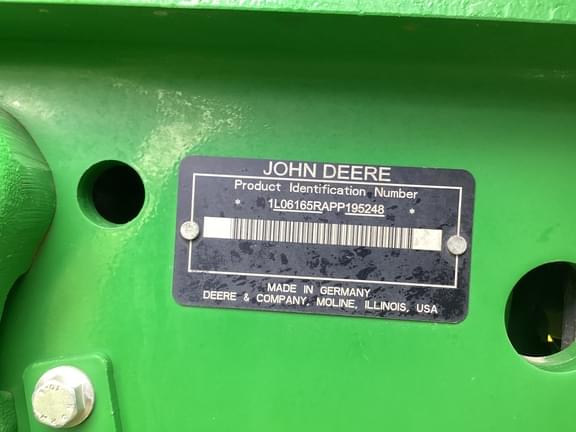 JOHN DEERE
Product Identification Number
* 1L06165RAPP195248 *
MADE IN GERMANY
DEERE & COMPANY, MOLINE, ILLINOIS, USA